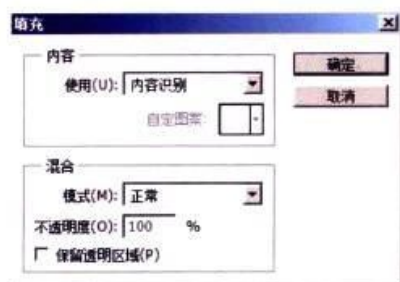 填充
内容
使用(U): 内容识别
自定图案:
确定
取消
混合
模式(M): 正常
不透明度(O): 100 %
保留透明区域(P)